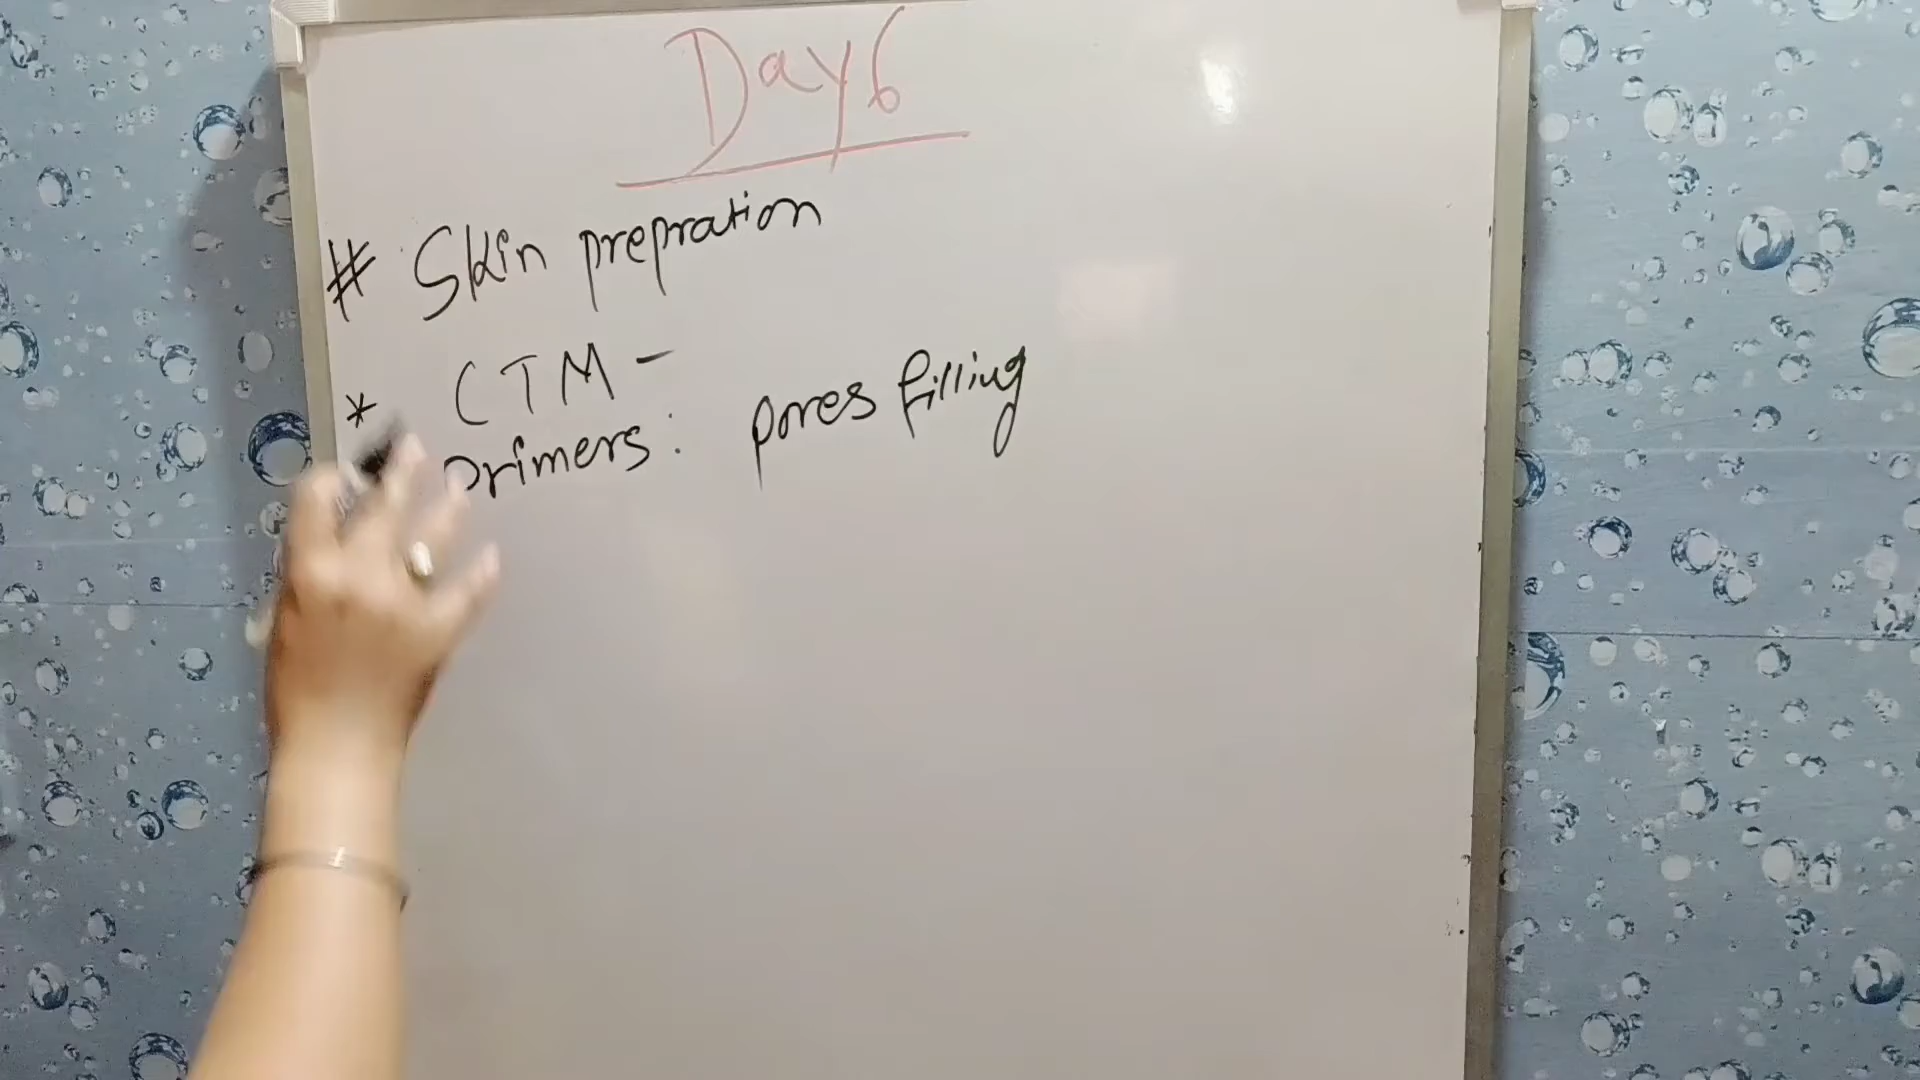 Day 6
# Skin prepration
* CTM -
primers: pores filling